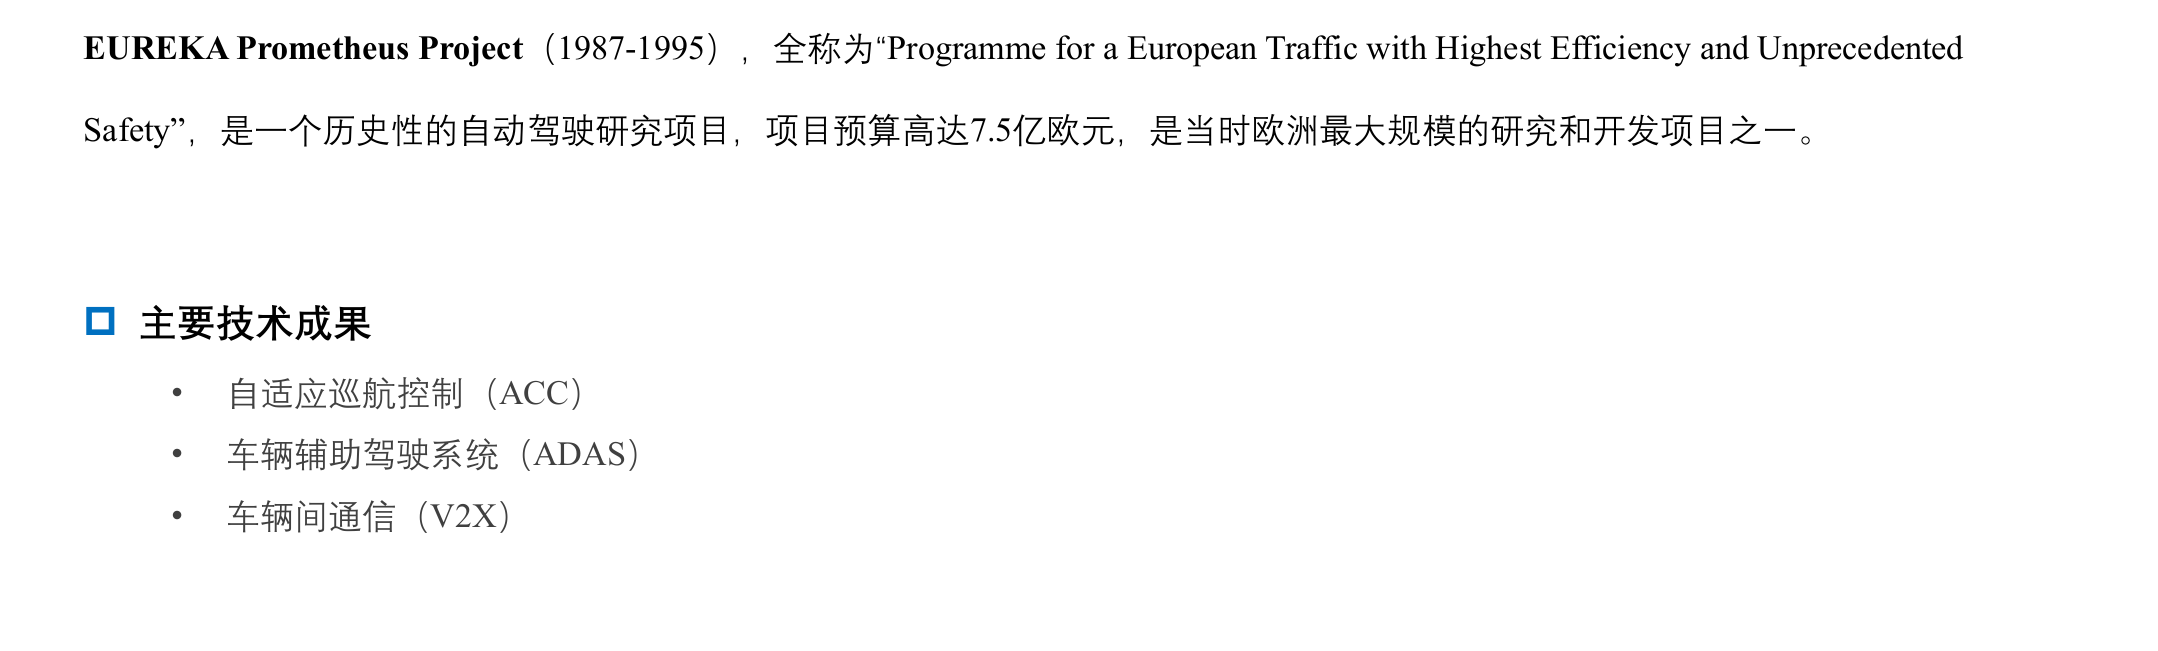 EUREKA Prometheus Project（1987-1995），全称为“Programme for a European Traffic with Highest Efficiency and Unprecedented
Safety”，是一个历史性的自动驾驶研究项目，项目预算高达7.5亿欧元，是当时欧洲最大规模的研究和开发项目之一。
主要技术成果
• 自适应巡航控制（ACC）
• 车辆辅助驾驶系统（ADAS）
• 车辆间通信（V2X）